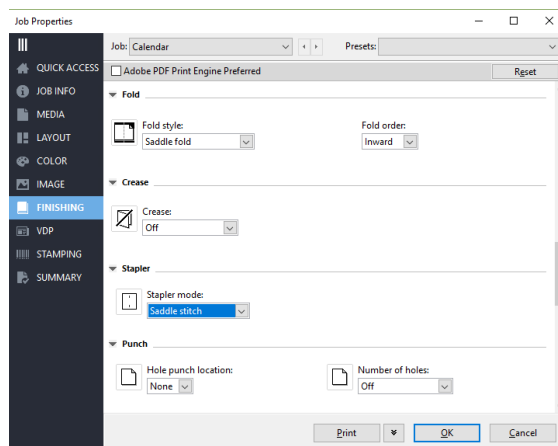 Job Properties
Job: Calendar
Presets:
QUICK ACCESS
JOB INFO
MEDIA
LAYOUT
COLOR
IMAGE
FINISHING
VDP
STAMPING
SUMMARY
Adobe PDF Print Engine Preferred
Reset
Fold
Fold style:
Fold order:
Saddle fold
Inward
Crease
Crease:
Off
Stapler
Stapler mode:
Saddle stitch
Punch
Hole punch location:
Number of holes:
None
Off
Print
OK
Cancel